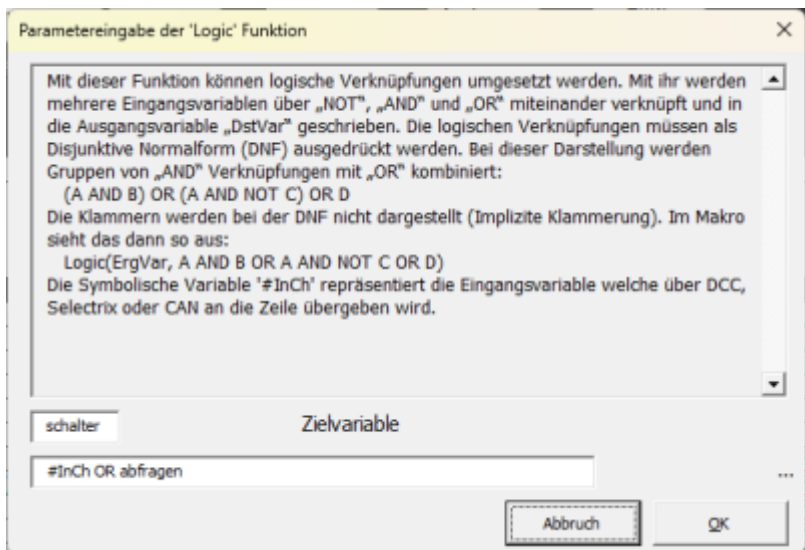 Parametereingabe der 'Logic' Funktion
Mit dieser Funktion können logische Verknüpfungen umgesetzt werden. Mit ihr werden
mehrere Eingangsvariablen über „NOT“, „AND“ und „OR“ miteinander verknüpft und in
die Ausgangsvariable „DstVar“ geschrieben. Die logischen Verknüpfungen müssen als
Disjunktive Normalform (DNF) ausgedrückt werden. Bei dieser Darstellung werden
Gruppen von „AND“ Verknüpfungen mit „OR“ kombiniert:
(A AND B) OR (A AND NOT C) OR D
Die Klammern werden bei der DNF nicht dargestellt (Implizite Klammerung). Im Makro
sieht das dann so aus:
Logic(ErgVar, A AND B OR A AND NOT C OR D)
Die Symbolische Variable '#InCh' repräsentiert die Eingangsvariable welche über DCC,
Selectrix oder CAN an die Zeile übergeben wird.
schalter Zielvariable
#InCh OR abfragen ...
Abbruch OK